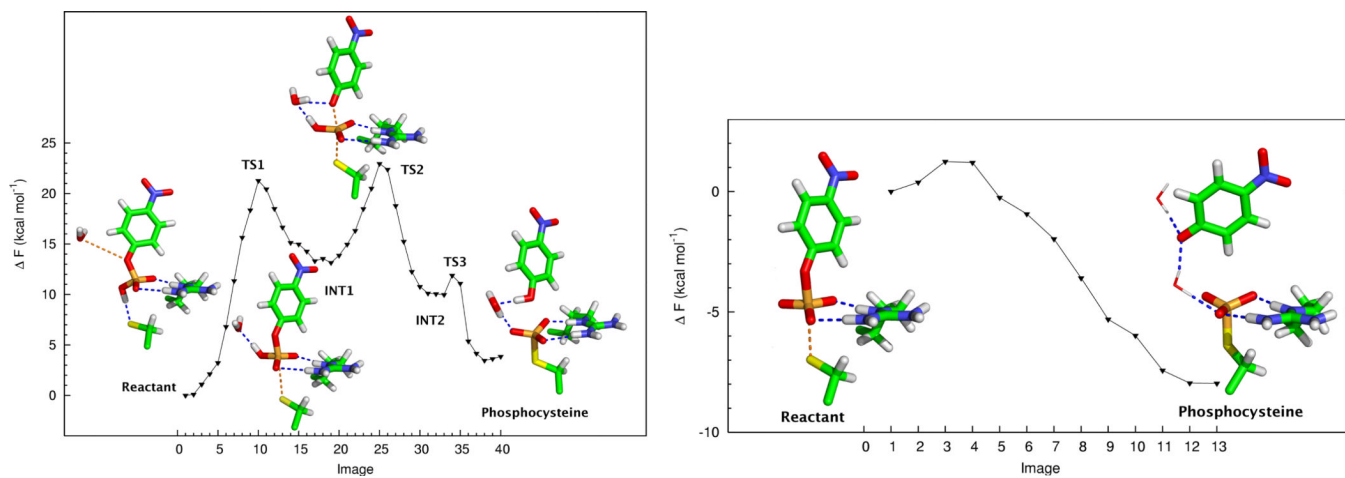 Δ F (kcal mol⁻¹)
25
20
15
10
5
0
0
5
10
15
20
25
30
35
40
Image
TS1
TS2
TS3
INT1
INT2
Reactant
Phosphocysteine
Δ F (kcal mol⁻¹)
0
-5
-10
0
1
2
3
4
5
6
7
8
9
10
11
12
13
Image
Reactant
Phosphocysteine